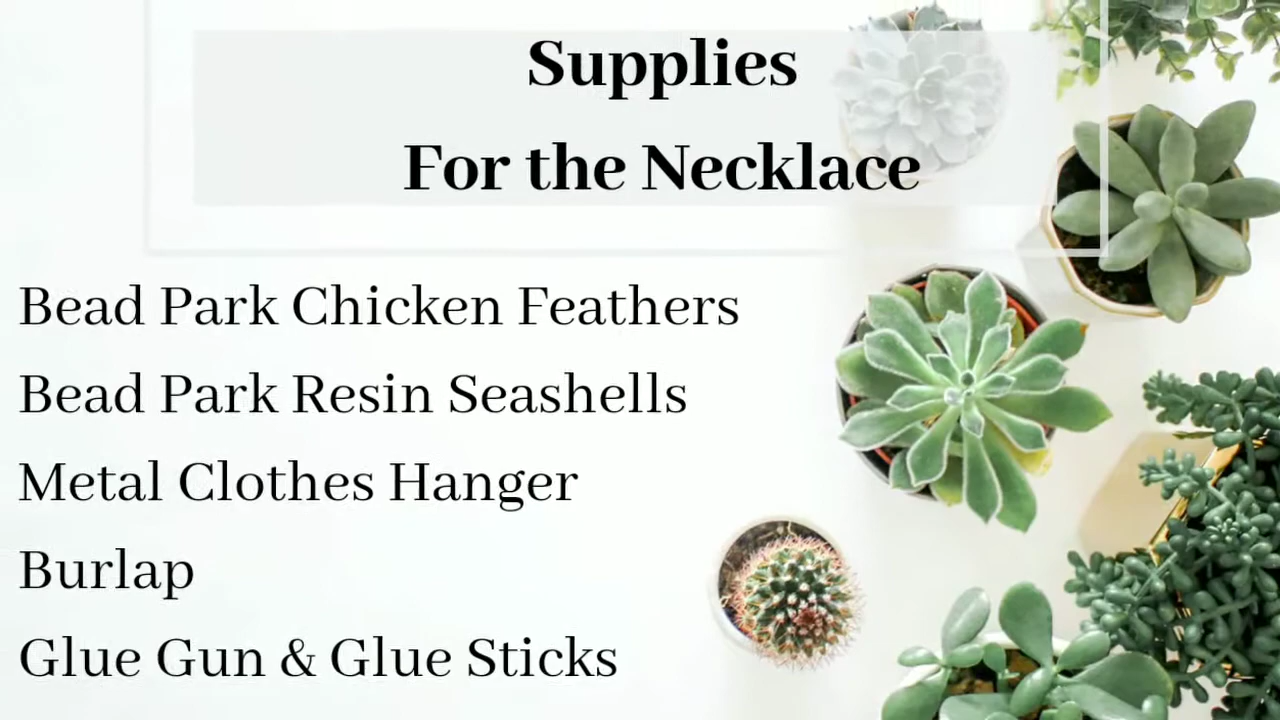 Supplies
For the Necklace
Bead Park Chicken Feathers
Bead Park Resin Seashells
Metal Clothes Hanger
Burlap
Glue Gun & Glue Sticks